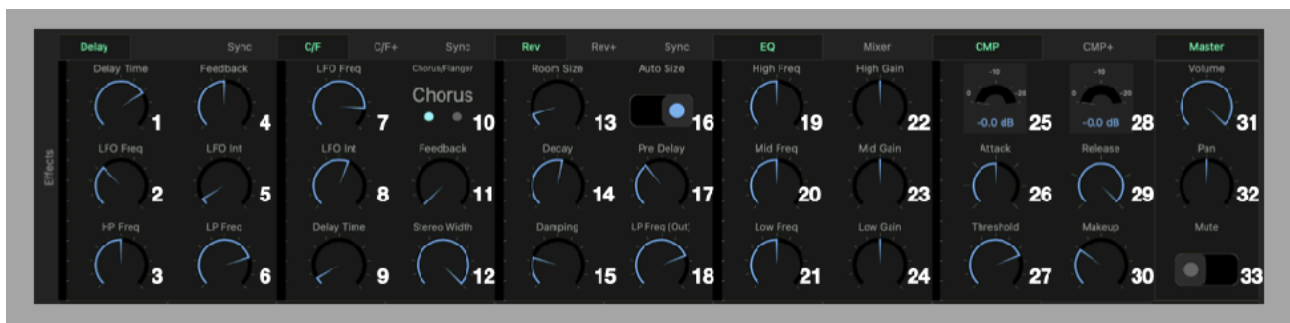 Delay Sync C/F C/F+ Sync Rev Rev+ Sync EQ Mixer CMP CMP+ Master
Delay Time Feedback LFO Freq Chorus/Flanger Room Size Auto Size High Freq High Gain -10 -10 Volume
Chorus
0 -20 0 -20
-0.0 dB -0.0 dB
1 4 7 10 13 16 19 22 25 28 31
Effects
LFO Freq LFO Int LFO Int Feedback Decay Pre Delay Mid Freq Mid Gain Attack Release Pan
2 5 8 11 14 17 20 23 26 29 32
HP Freq LP Freq Delay Time Stereo Width Damping LP Freq (Out) Low Freq Low Gain Threshold Makeup Mute
3 6 9 12 15 18 21 24 27 30 33